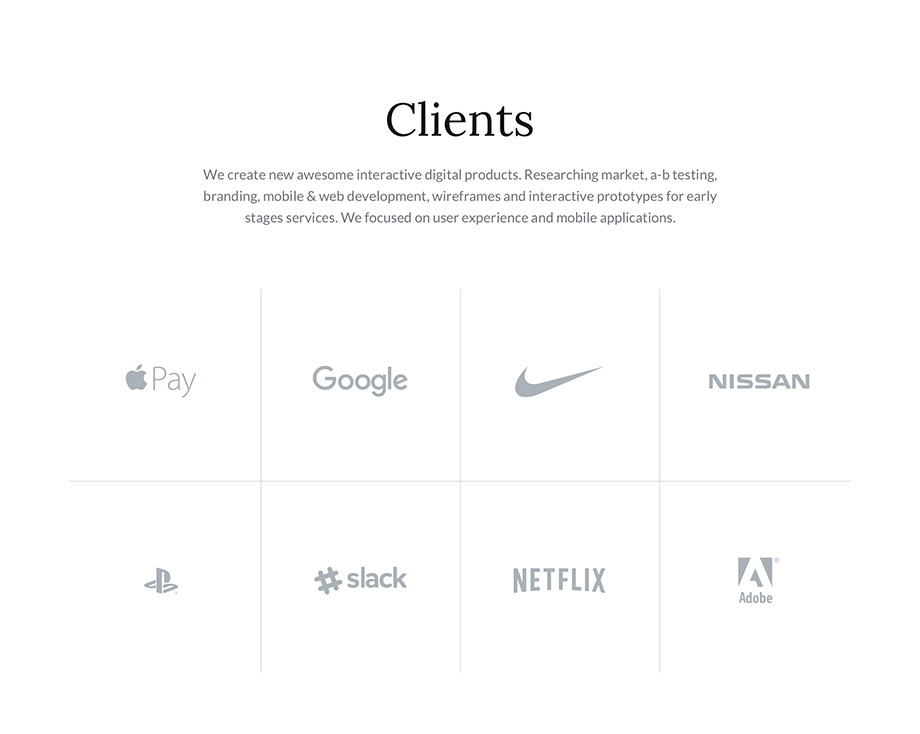 Clients
We create new awesome interactive digital products. Researching market, a-b testing,
branding, mobile & web development, wireframes and interactive prototypes for early
stages services. We focused on user experience and mobile applications.
Pay
Google
NISSAN
slack
NETFLIX
Adobe